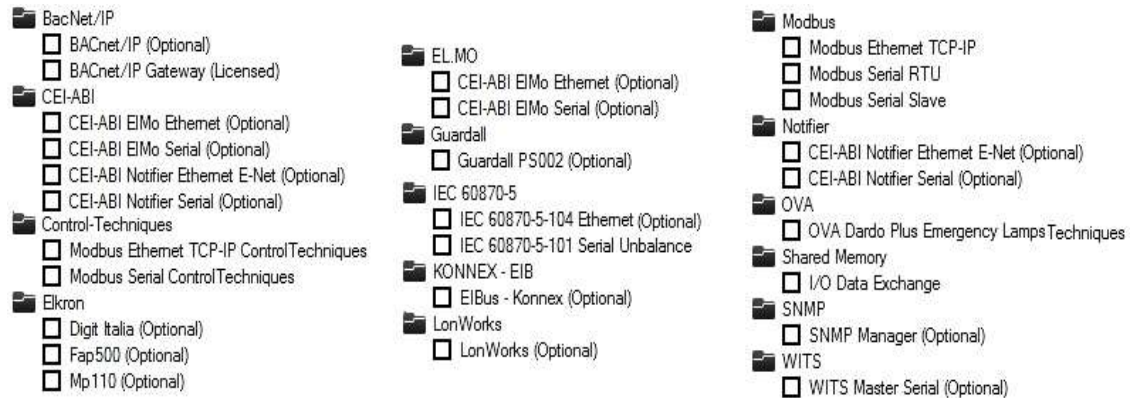 BacNet/IP
BACnet/IP (Optional)
BACnet/IP Gateway (Licensed)
CEI-ABI
CEI-ABI ElMo Ethernet (Optional)
CEI-ABI ElMo Serial (Optional)
CEI-ABI Notifier Ethernet E-Net (Optional)
CEI-ABI Notifier Serial (Optional)
Control-Techniques
Modbus Ethernet TCP-IP ControlTechniques
Modbus Serial ControlTechniques
Elkron
Digit Italia (Optional)
Fap500 (Optional)
Mp110 (Optional)
EL.MO
CEI-ABI ElMo Ethernet (Optional)
CEI-ABI ElMo Serial (Optional)
Guardall
Guardall PS002 (Optional)
IEC 60870-5
IEC 60870-5-104 Ethernet (Optional)
IEC 60870-5-101 Serial Unbalance
KONNEX - EIB
EIBus - Konnex (Optional)
LonWorks
LonWorks (Optional)
Modbus
Modbus Ethernet TCP-IP
Modbus Serial RTU
Modbus Serial Slave
Notifier
CEI-ABI Notifier Ethernet E-Net (Optional)
CEI-ABI Notifier Serial (Optional)
OVA
OVA Dardo Plus Emergency Lamps Techniques
Shared Memory
I/O Data Exchange
SNMP
SNMP Manager (Optional)
WITS
WITS Master Serial (Optional)